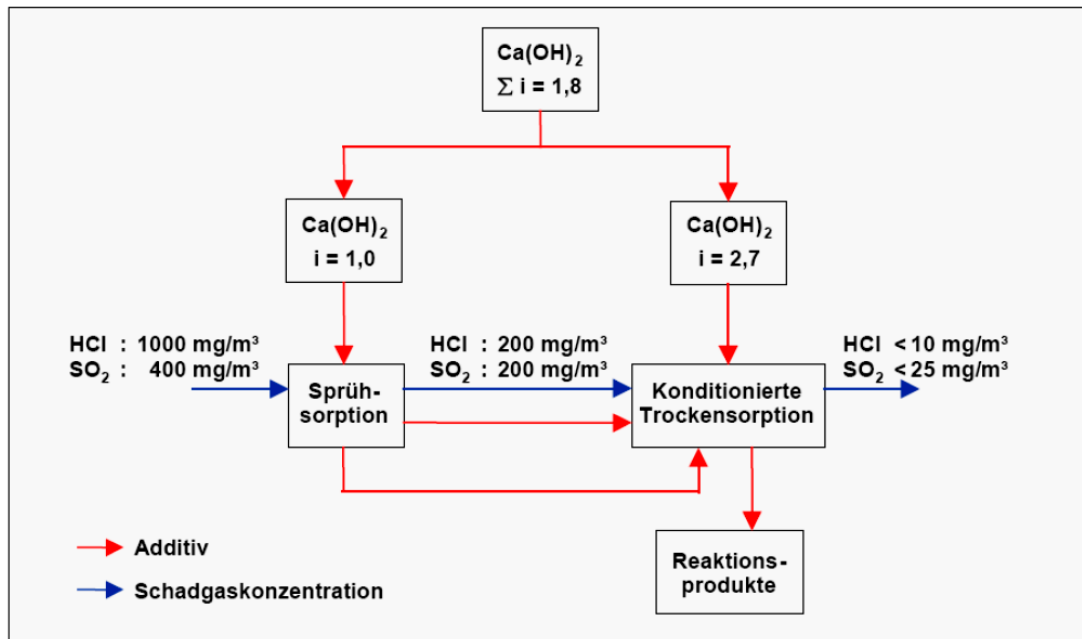 Ca(OH)₂
Σ i = 1,8
Ca(OH)₂
i = 1,0
Ca(OH)₂
i = 2,7
HCl : 1000 mg/m³
SO₂ : 400 mg/m³
HCl : 200 mg/m³
SO₂ : 200 mg/m³
HCl < 10 mg/m³
SO₂ < 25 mg/m³
Sprüh-
sorption
Konditionierte
Trockensorption
Additiv
Schadgaskonzentration
Reaktions-
produkte